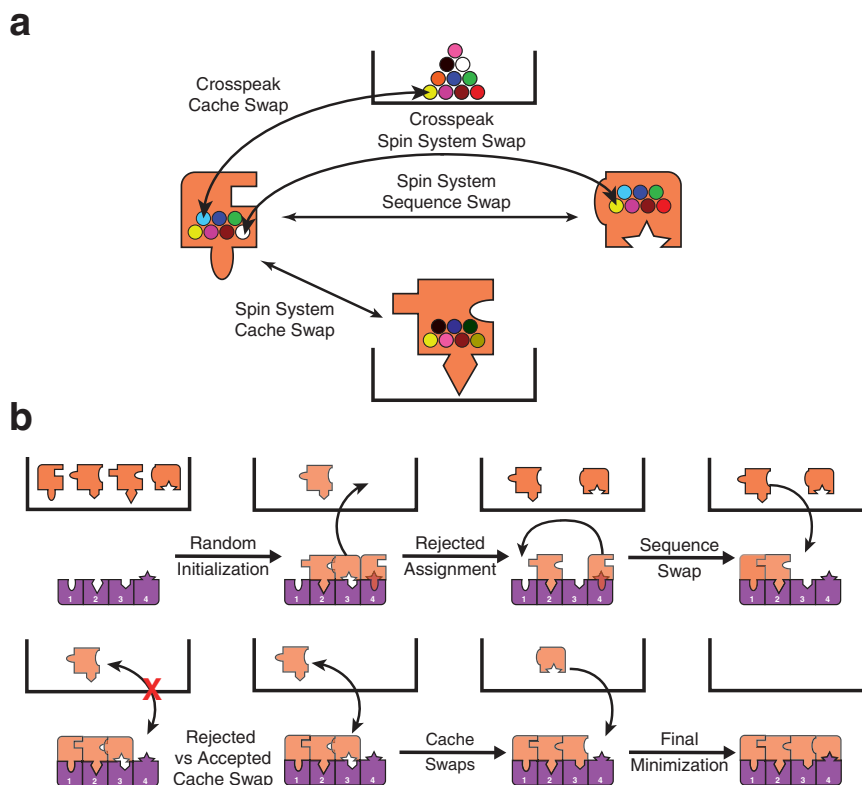 a
Crosspeak
Cache Swap
Crosspeak
Spin System Swap
Spin System
Sequence Swap
Spin System
Cache Swap
b
Random
Initialization
Rejected
Assignment
Sequence
Swap
1 2 3 4
1 2 3 4
1 2 3 4
1 2 3 4
X
Rejected
vs Accepted
Cache Swap
Cache
Swaps
Final
Minimization
1 2 3 4
1 2 3 4
1 2 3 4
1 2 3 4